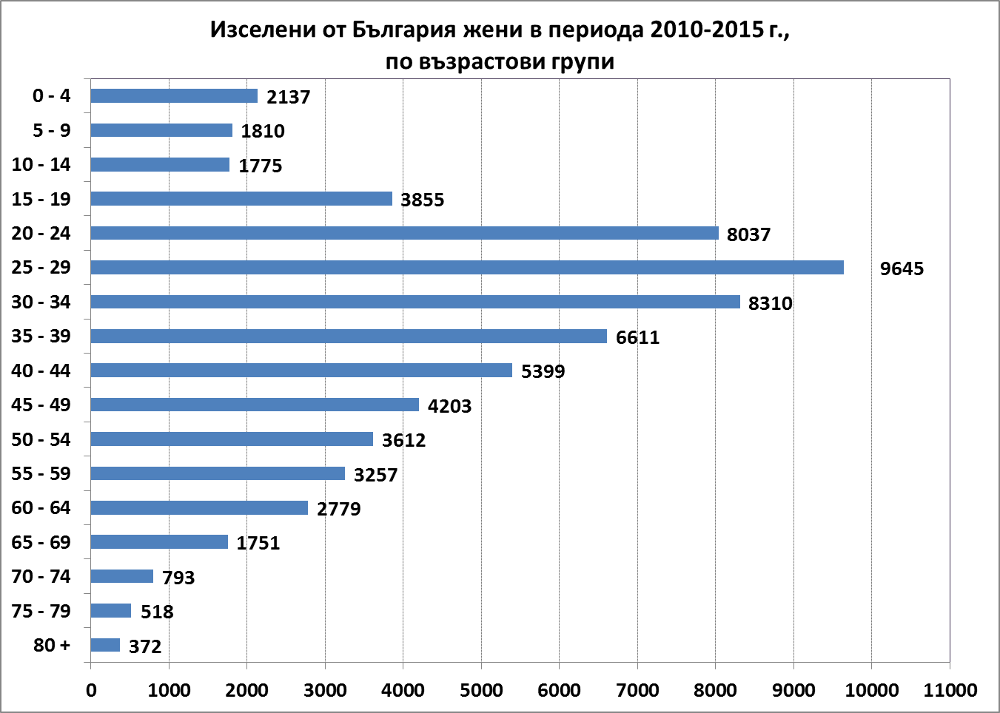 Изселени от България жени в периода 2010-2015 г.,
по възрастови групи
0 - 4 2137
5 - 9 1810
10 - 14 1775
15 - 19 3855
20 - 24 8037
25 - 29 9645
30 - 34 8310
35 - 39 6611
40 - 44 5399
45 - 49 4203
50 - 54 3612
55 - 59 3257
60 - 64 2779
65 - 69 1751
70 - 74 793
75 - 79 518
80 + 372
0 1000 2000 3000 4000 5000 6000 7000 8000 9000 10000 11000